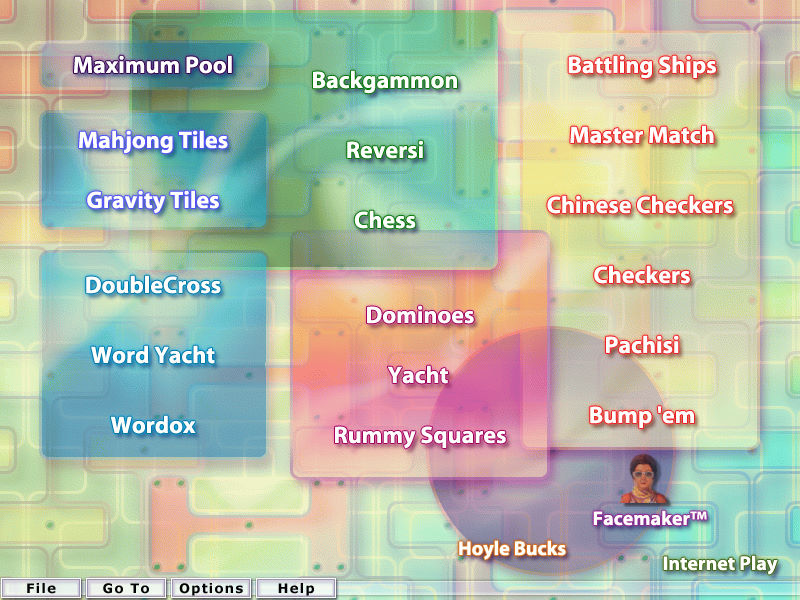 Maximum Pool
Mahjong Tiles
Gravity Tiles
DoubleCross
Word Yacht
Wordox
Backgammon
Reversi
Chess
Dominoes
Yacht
Rummy Squares
Battling Ships
Master Match
Chinese Checkers
Checkers
Pachisi
Bump 'em
Facemaker™
Hoyle Bucks
Internet Play
File
Go To
Options
Help